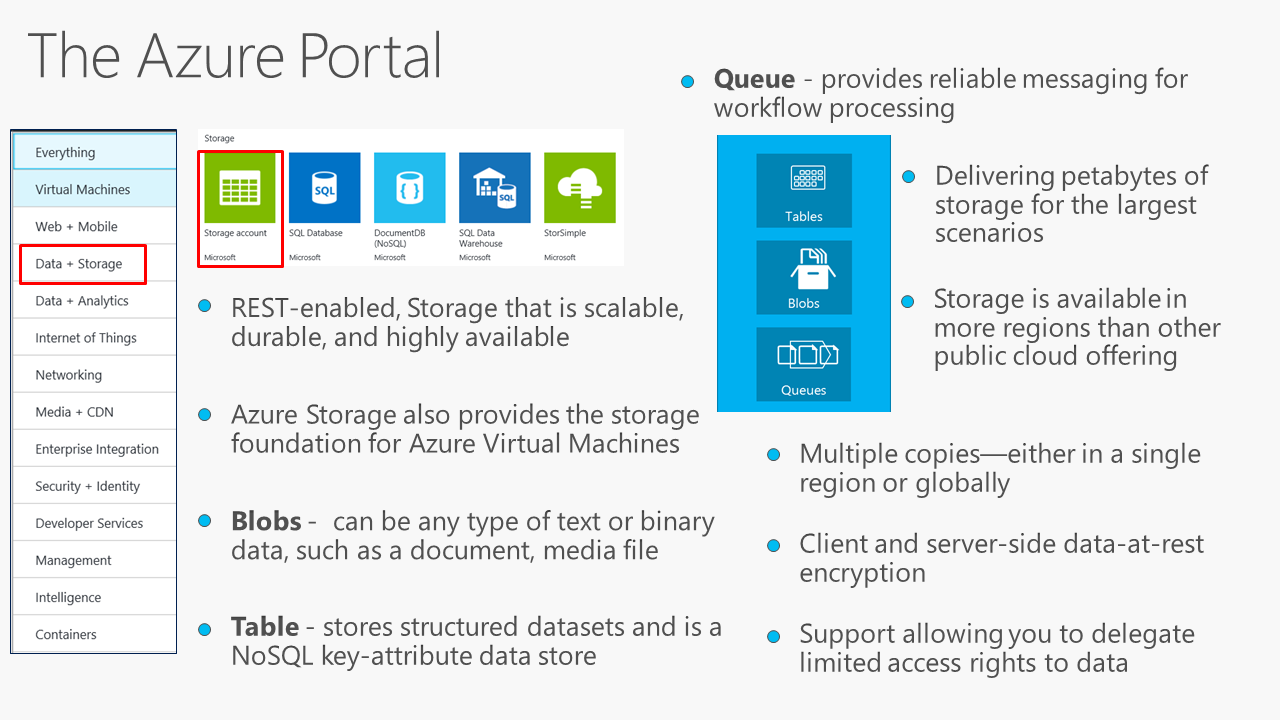 The Azure Portal
Everything
Virtual Machines
Web + Mobile
Data + Storage
Data + Analytics
Internet of Things
Networking
Media + CDN
Enterprise Integration
Security + Identity
Developer Services
Management
Intelligence
Containers
Storage
Storage account
Microsoft
SQL
SQL Database
Microsoft
{ }
DocumentDB
(NoSQL)
Microsoft
SQL
SQL Data
Warehouse
Microsoft
StorSimple
Microsoft
REST-enabled, Storage that is scalable,
durable, and highly available
Azure Storage also provides the storage
foundation for Azure Virtual Machines
Blobs -  can be any type of text or binary
data, such as a document, media file
Table - stores structured datasets and is a
NoSQL key-attribute data store
Queue - provides reliable messaging for
workflow processing
Tables
Blobs
Queues
Delivering petabytes of
storage for the largest
scenarios
Storage is available in
more regions than other
public cloud offering
Multiple copies—either in a single
region or globally
Client and server-side data-at-rest
encryption
Support allowing you to delegate
limited access rights to data